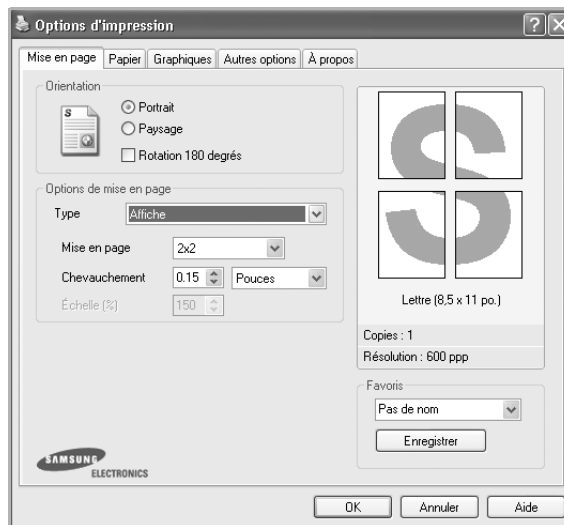 Options d'impression
Mise en page Papier Graphiques Autres options À propos
Orientation
S
Portrait
Paysage
Rotation 180 degrés
Options de mise en page
Type Affiche
Mise en page 2x2
Chevauchement 0.15 Pouces
Échelle (%) 150
S
Lettre (8,5 x 11 po.)
Copies : 1
Résolution : 600 ppp
Favoris
Pas de nom
Enregistrer
SAMSUNG
ELECTRONICS
OK Annuler Aide